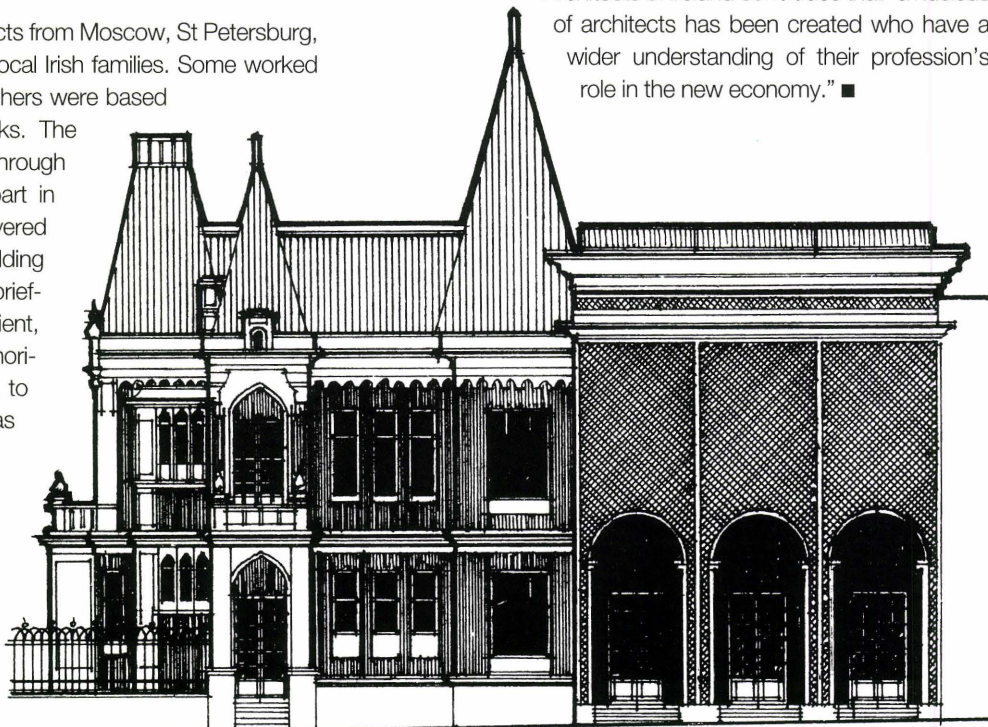 cts from Moscow, St Petersburg,
ocal Irish families. Some worked
hers were based
ks. The
hrough
art in
vered
lding
brief-
ient,
hori-
to
as
of architects has been created who have a
wider understanding of their profession's
role in the new economy." ■